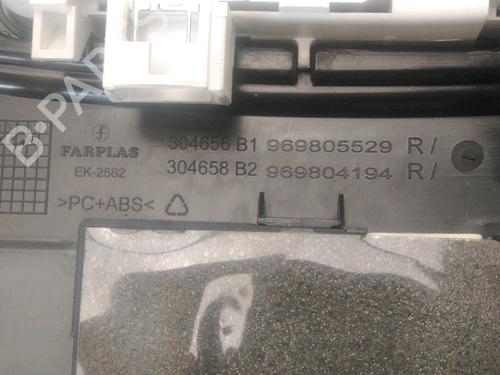 304656 B1 969805529 R /
FARPLAS
304658 B2 969804194 R /
EK-2562
>PC+ABS<
B PARTS